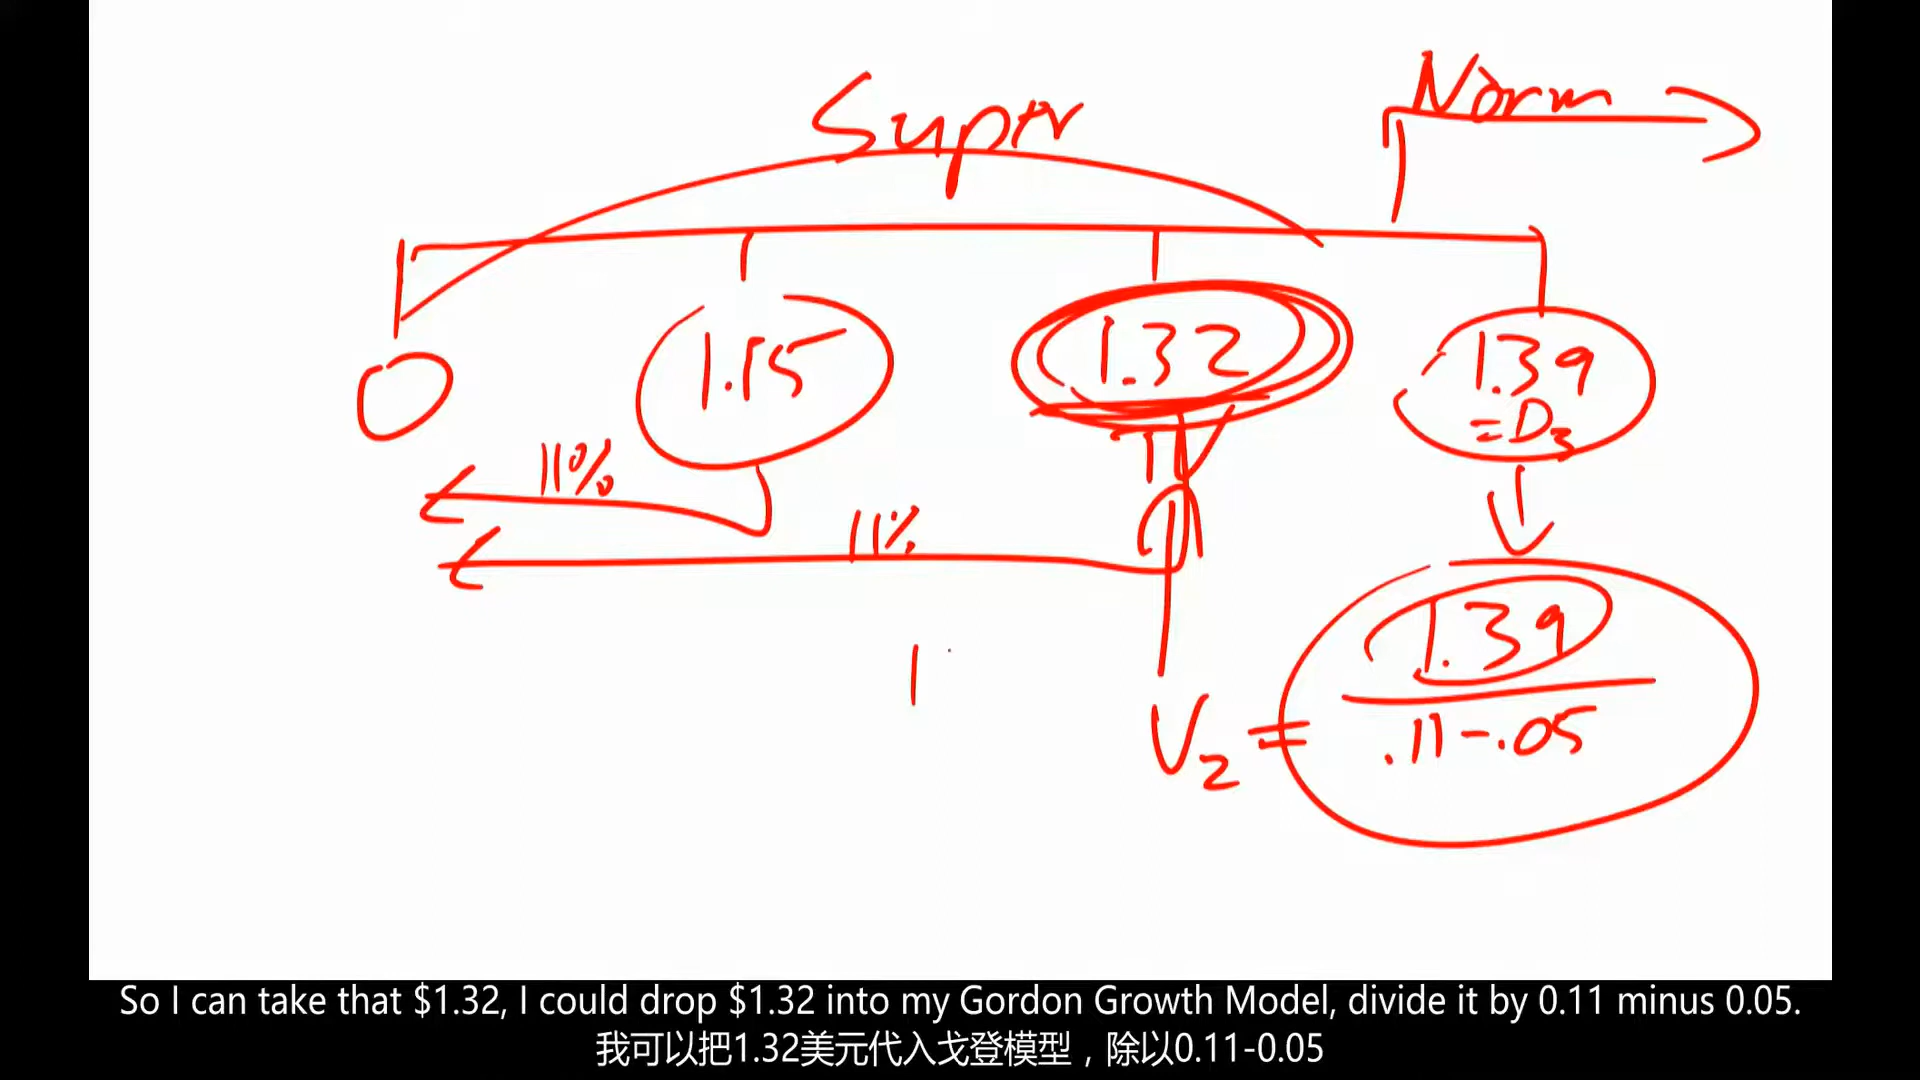 Super
Norm
0
1.15
1.32
1.39
=D3
11%
TV
11%
1.39
V2 = .11-.05
1
So I can take that $1.32, I could drop $1.32 into my Gordon Growth Model, divide it by 0.11 minus 0.05.
我可以把1.32美元代入戈登模型，除以0.11-0.05